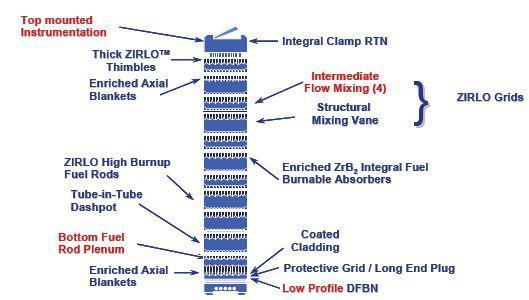 Top mounted
Instrumentation
Integral Clamp RTN
Thick ZIRLO™
Thimbles
Enriched Axial
Blankets
Intermediate
Flow Mixing (4)
ZIRLO Grids
Structural
Mixing Vane
ZIRLO High Burnup
Fuel Rods
Enriched ZrB₂ Integral Fuel
Burnable Absorbers
Tube-in-Tube
Dashpot
Bottom Fuel
Rod Plenum
Coated
Cladding
Enriched Axial
Blankets
Protective Grid / Long End Plug
Low Profile DFBN